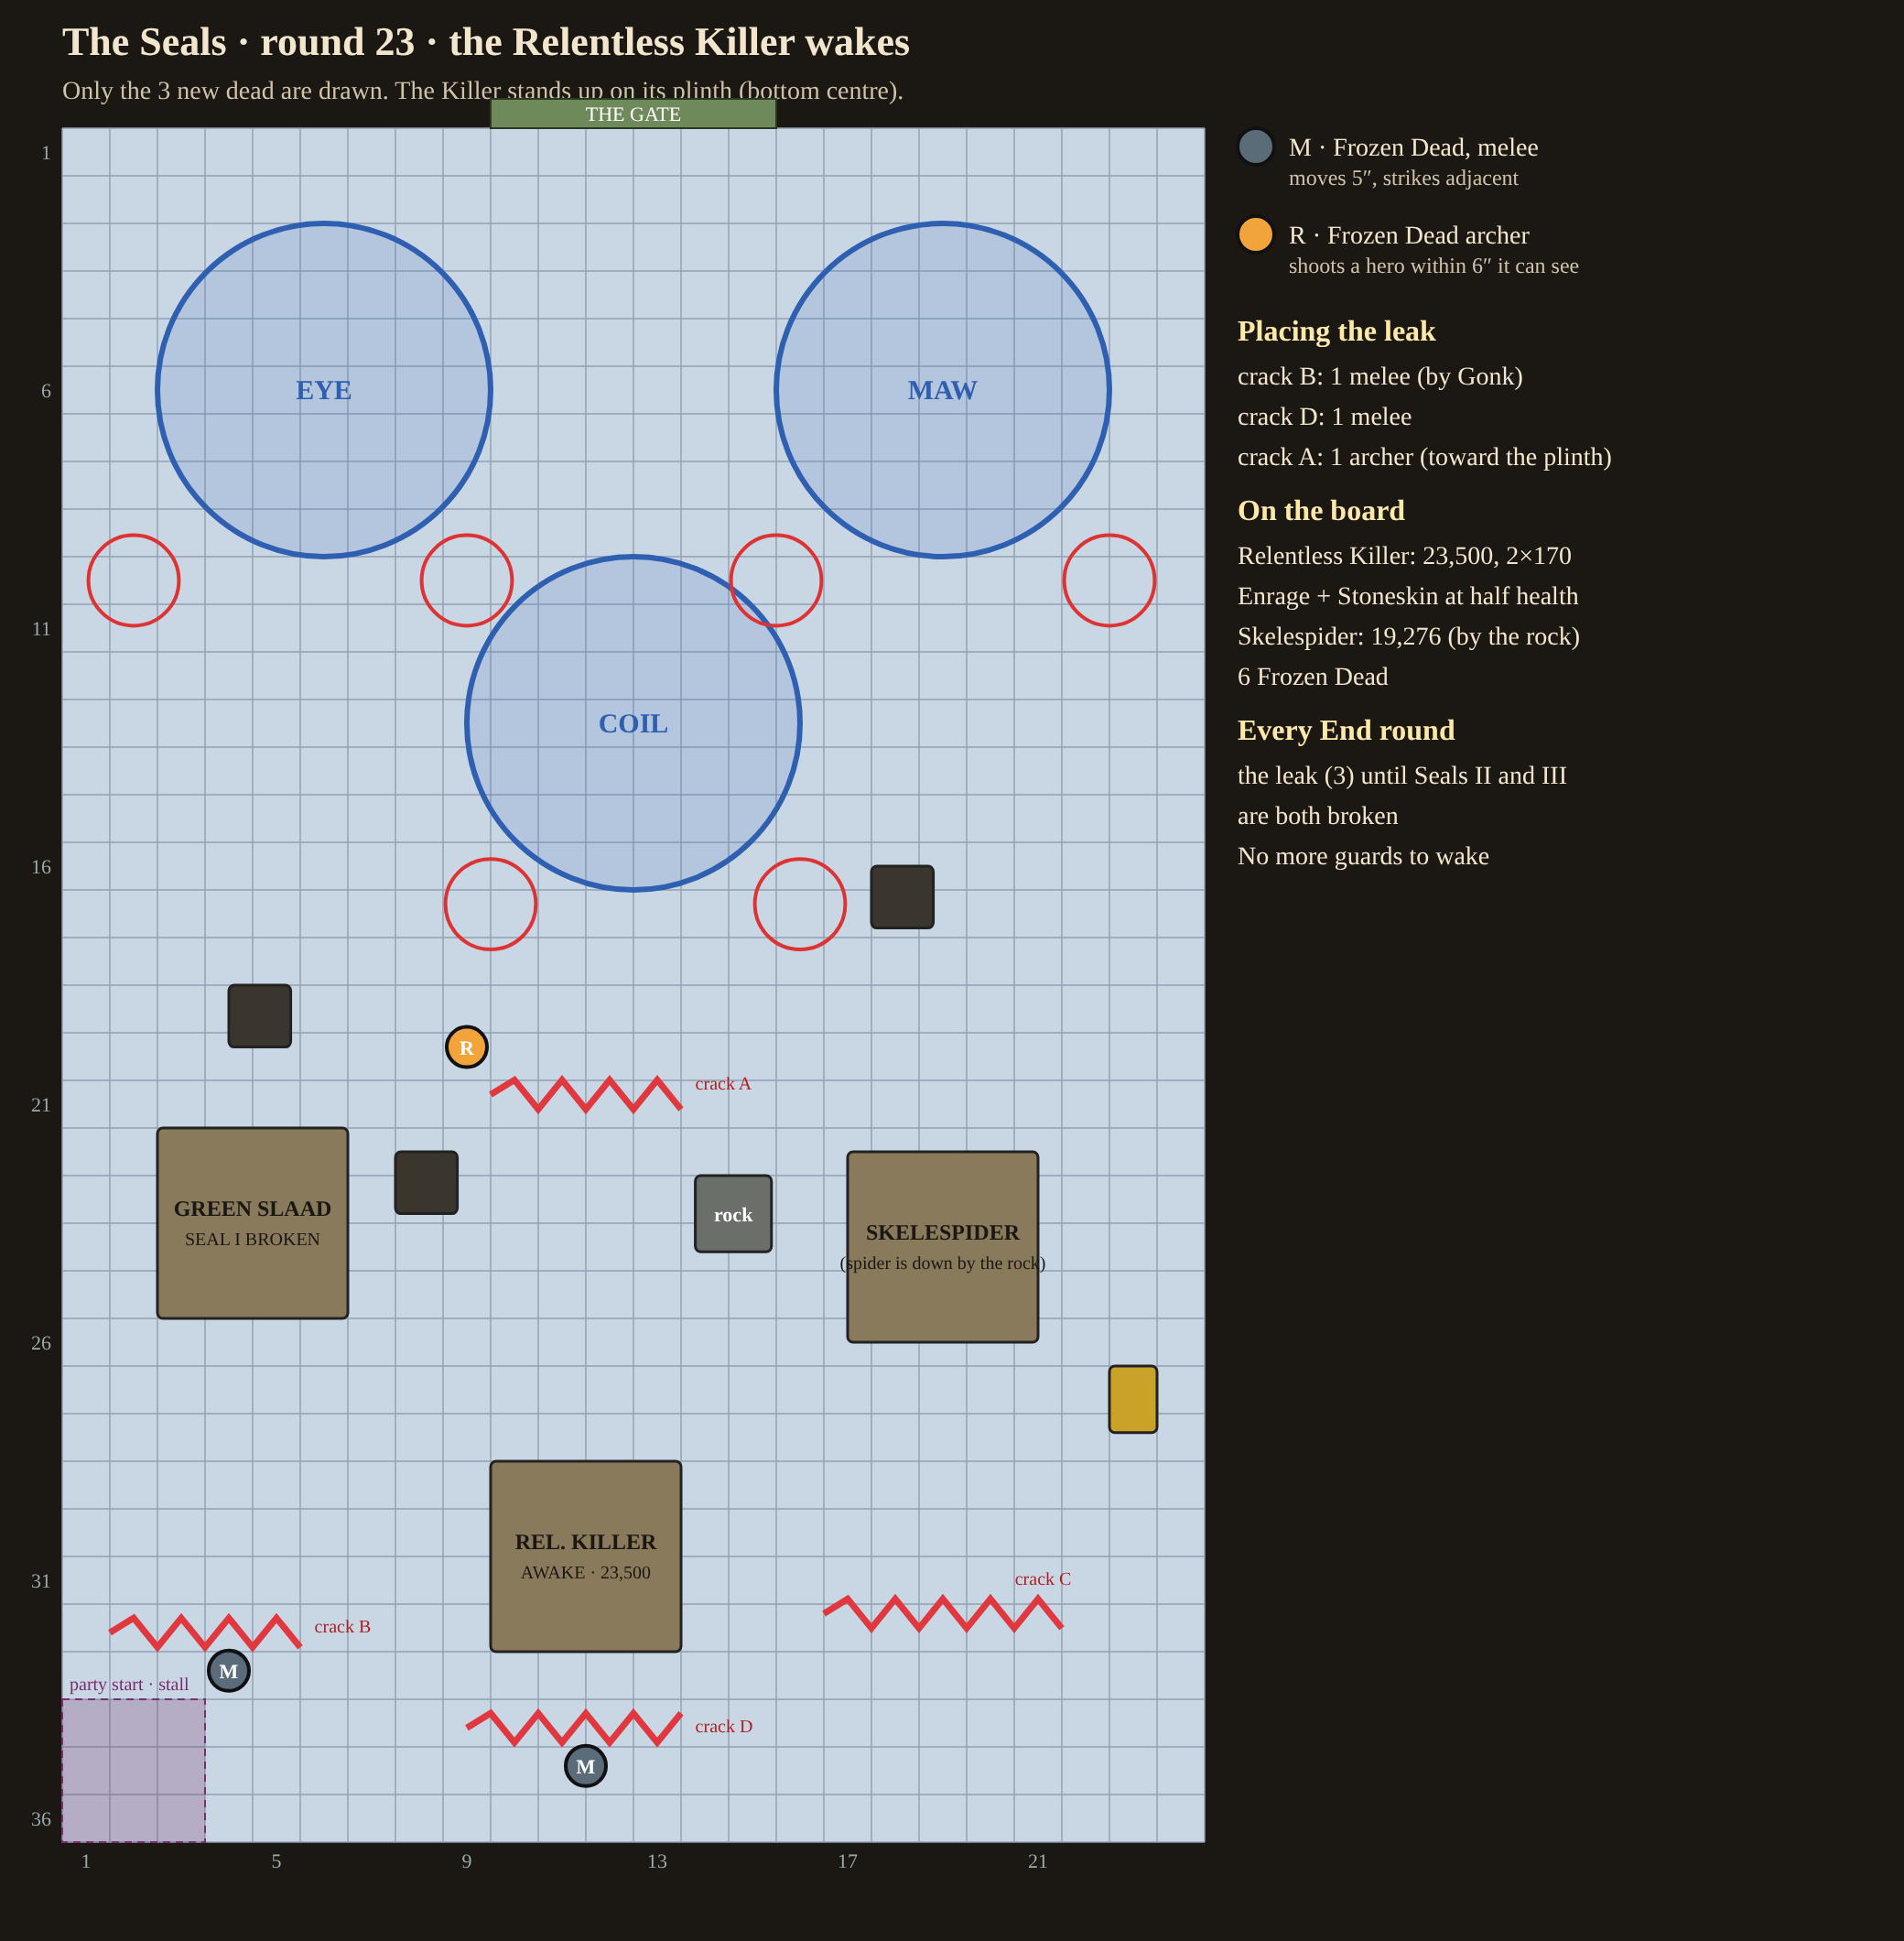 The Seals · round 23 · the Relentless Killer wakes
Only the 3 new dead are drawn. The Killer stands up on its plinth (bottom centre).
THE GATE
1
6
11
16
21
26
31
36
EYE
MAW
COIL
R
crack A
GREEN SLAAD
SEAL I BROKEN
rock
SKELESPIDER
(spider is down by the rock)
REL. KILLER
AWAKE · 23,500
crack C
crack B
M
party start · stall
crack D
M
1 5 9 13 17 21
M · Frozen Dead, melee
moves 5″, strikes adjacent
R · Frozen Dead archer
shoots a hero within 6″ it can see
Placing the leak
crack B: 1 melee (by Gonk)
crack D: 1 melee
crack A: 1 archer (toward the plinth)
On the board
Relentless Killer: 23,500, 2×170
Enrage + Stoneskin at half health
Skelespider: 19,276 (by the rock)
6 Frozen Dead
Every End round
the leak (3) until Seals II and III
are both broken
No more guards to wake